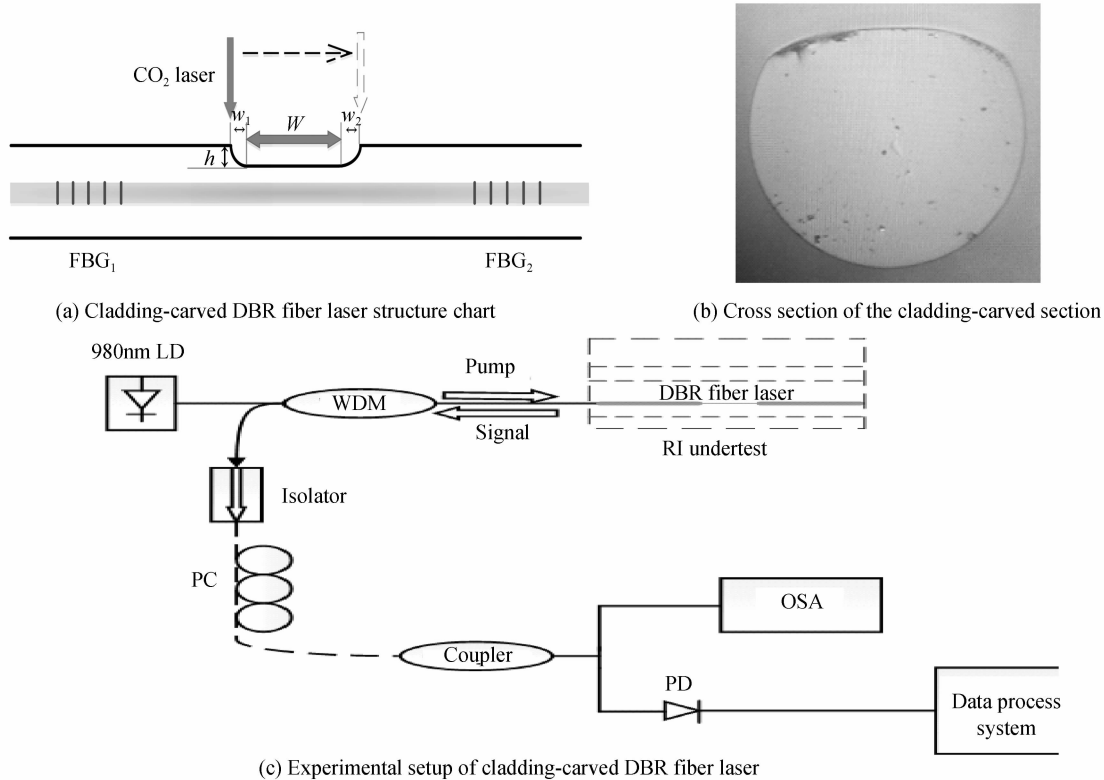 CO2 laser
w1
W
w2
h
FBG1
FBG2
(a) Cladding-carved DBR fiber laser structure chart
(b) Cross section of the cladding-carved section
980nm LD
Pump
WDM
DBR fiber laser
Signal
RI undertest
Isolator
PC
OSA
Coupler
PD
Data process
system
(c) Experimental setup of cladding-carved DBR fiber laser